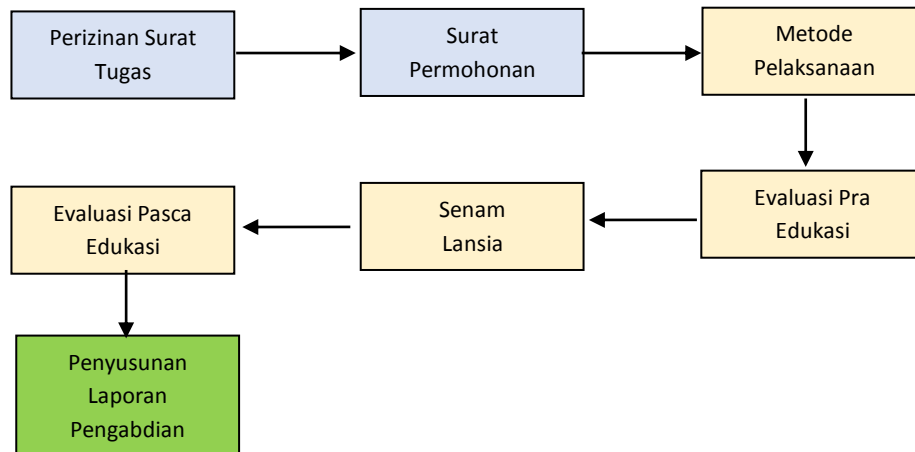 Perizinan Surat
Tugas
Surat
Permohonan
Metode
Pelaksanaan
Evaluasi Pra
Edukasi
Senam
Lansia
Evaluasi Pasca
Edukasi
Penyusunan
Laporan
Pengabdian